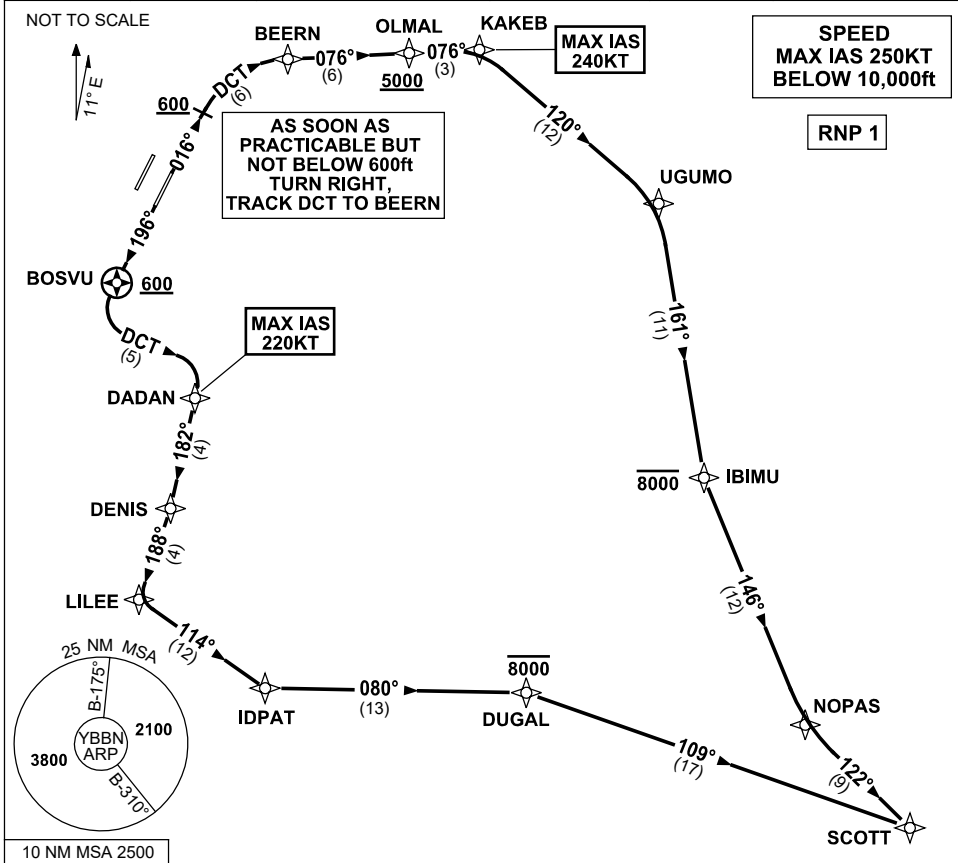 NOT TO SCALE
11° E
BEERN
OLMAL
KAKEB
MAX IAS
240KT
SPEED
MAX IAS 250KT
BELOW 10,000ft
RNP 1
076°
(6)
076°
(3)
5000
DCT
(6)
600
016°
AS SOON AS
PRACTICABLE BUT
NOT BELOW 600ft
TURN RIGHT,
TRACK DCT TO BEERN
120°
(12)
UGUMO
196°
BOSVU
600
DCT
(5)
MAX IAS
220KT
DADAN
161°
(11)
182°
(4)
8000
IBIMU
DENIS
188°
(4)
LILEE
146°
(12)
114°
(12)
25 NM MSA
B-175°
2100
YBBN
ARP
3800
B-310°
IDPAT
080°
(13)
8000
DUGAL
NOPAS
109°
(17)
122°
(9)
SCOTT
10 NM MSA 2500